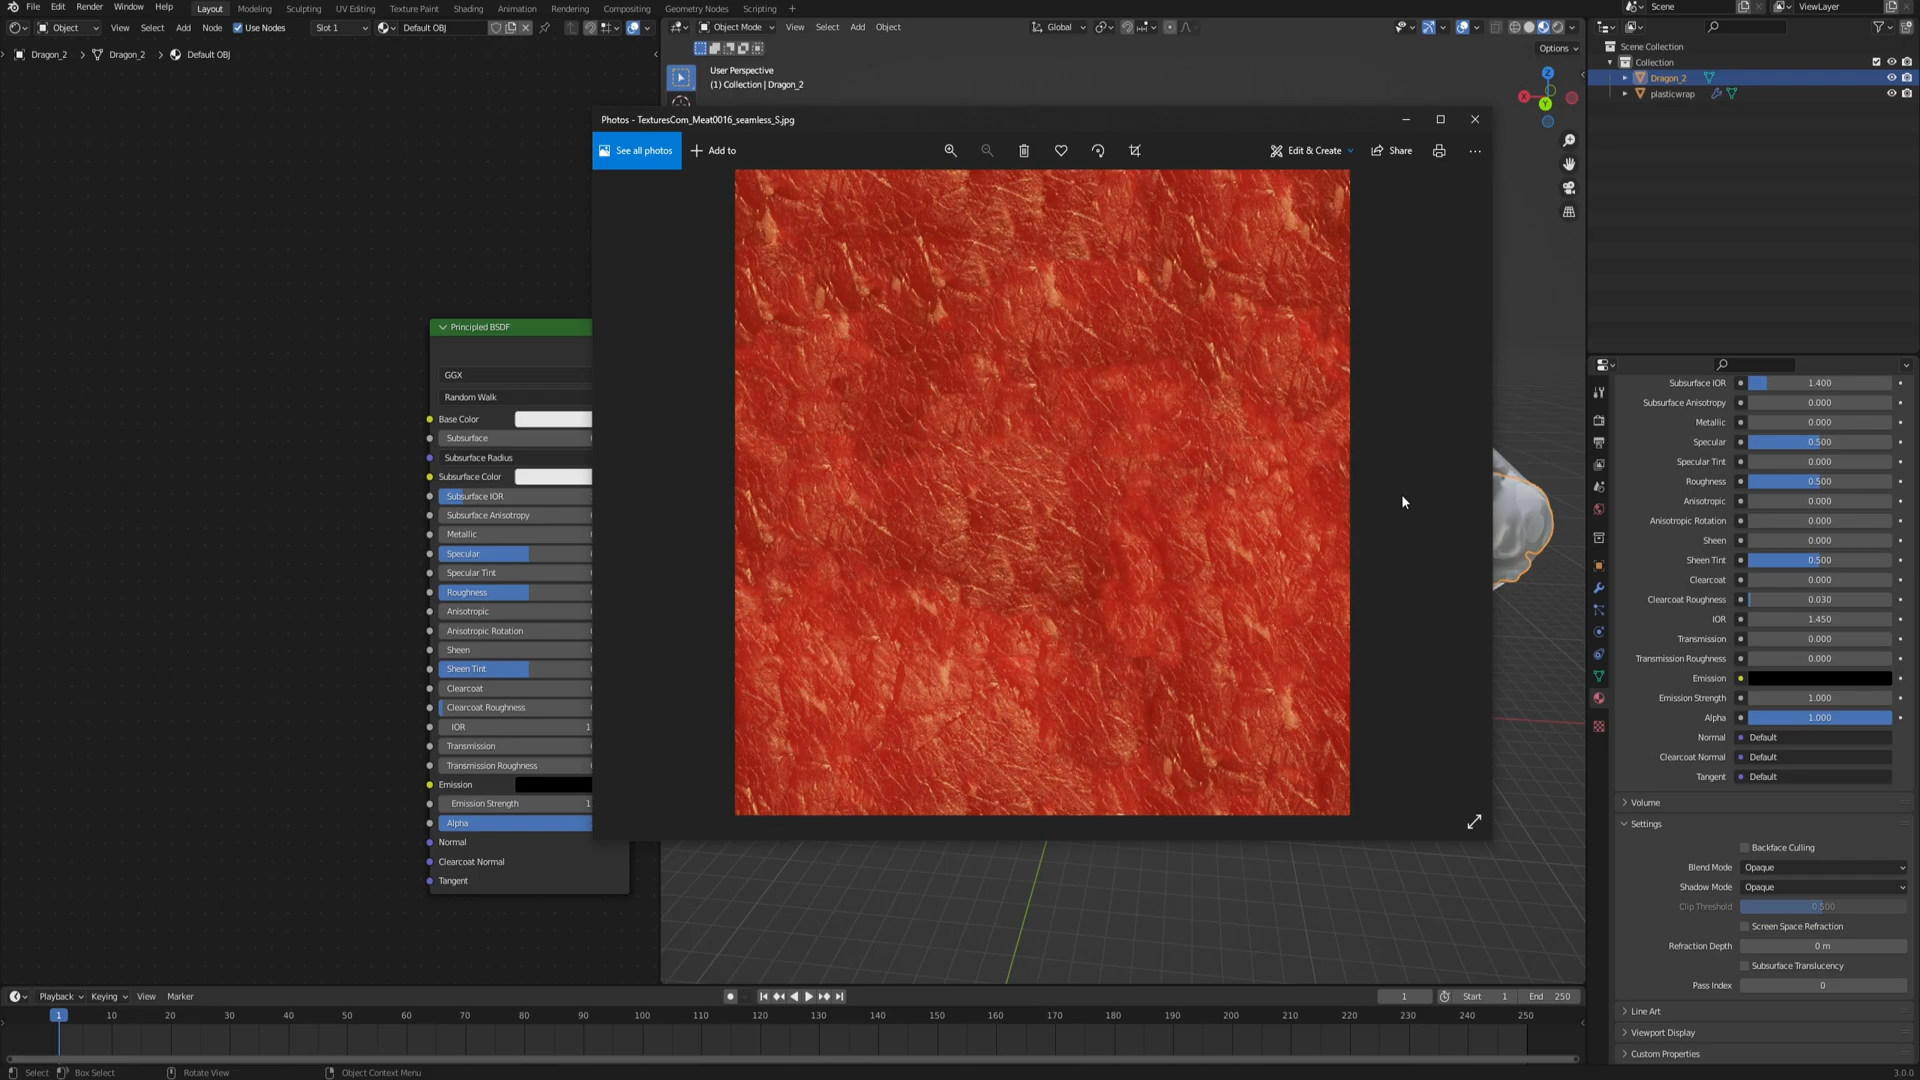 File Edit Render Window Help Layout Modeling Sculpting UV Editing Texture Paint Shading Animation Rendering Compositing Geometry Nodes Scripting + Scene ViewLayer
Object View Select Add Node Use Nodes Slot 1 Default OBJ Object Mode View Select Add Object Global
Options
Dragon_2 > Dragon_2 > Default OBJ
User Perspective
(1) Collection | Dragon_2
Scene Collection
Collection
Dragon_2
plasticwrap
Z
X
Y
Photos - TexturesCom_Meat0016_seamless_S.jpg
See all photos + Add to Edit & Create Share ...
Principled BSDF
GGX
Random Walk
Base Color
Subsurface
Subsurface Radius
Subsurface Color
Subsurface IOR
Subsurface Anisotropy
Metallic
Specular
Specular Tint
Roughness
Anisotropic
Anisotropic Rotation
Sheen
Sheen Tint
Clearcoat
Clearcoat Roughness
IOR 1
Transmission
Transmission Roughness
Emission
Emission Strength 1
Alpha
Normal
Clearcoat Normal
Tangent
Subsurface IOR 1.400
Subsurface Anisotropy 0.000
Metallic 0.000
Specular 0.500
Specular Tint 0.000
Roughness 0.500
Anisotropic 0.000
Anisotropic Rotation 0.000
Sheen 0.000
Sheen Tint 0.500
Clearcoat 0.000
Clearcoat Roughness 0.030
IOR 1.450
Transmission 0.000
Transmission Roughness 0.000
Emission
Emission Strength 1.000
Alpha 1.000
Normal Default
Clearcoat Normal Default
Tangent Default
Volume
Settings
Backface Culling
Blend Mode Opaque
Shadow Mode Opaque
Clip Threshold 0.500
Screen Space Refraction
Refraction Depth 0 m
Subsurface Translucency
Pass Index 0
Line Art
Viewport Display
Custom Properties
Playback Keying View Marker 1 Start 1 End 250
1 10 20 30 40 50 60 70 80 90 100 110 120 130 140 150 160 170 180 190 200 210 220 230 240 250
Select Box Select Rotate View Object Context Menu 3.0.0